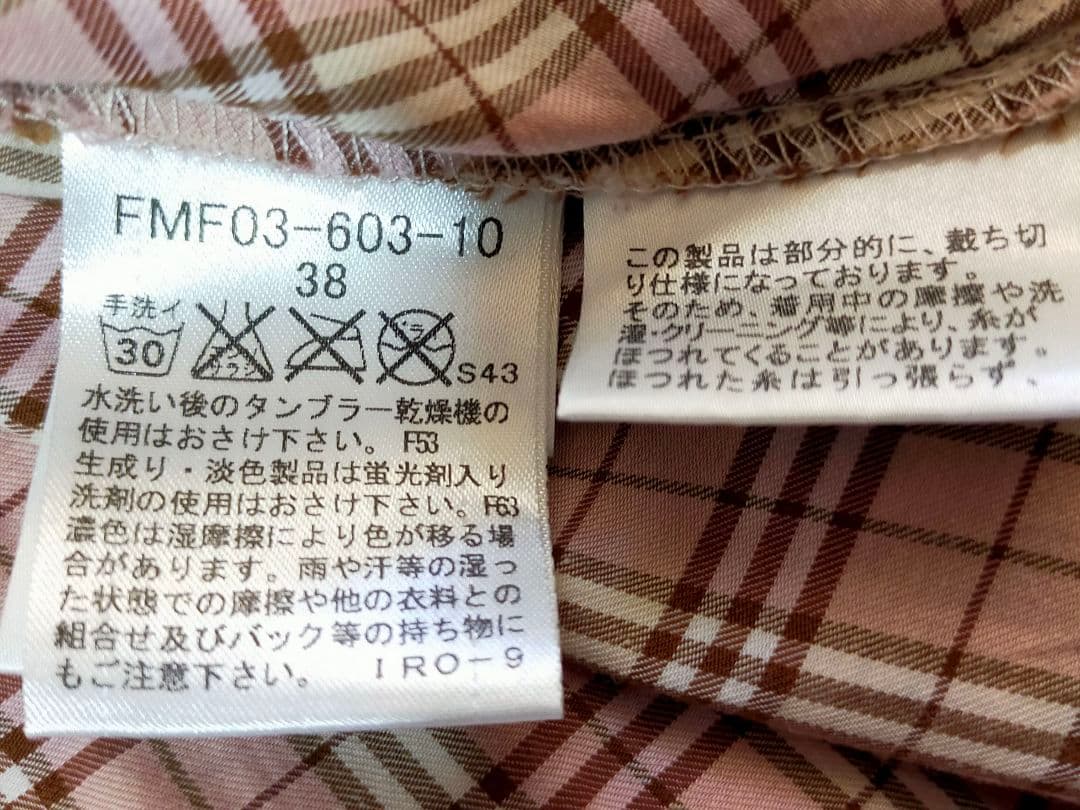 FMF03-603-10
38
手洗イ
30
エンソ サラシ
ドライ
S43
水洗い後のタンブラー乾燥機の
使用はおさけ下さい。F53
生成り・淡色製品は蛍光剤入り
洗剤の使用はおさけ下さい。F63
濃色は湿摩擦により色が移る場
合があります。雨や汗等の湿っ
た状態での摩擦や他の衣料との
組合せ及びバック等の持ち物に
もご注意下さい。 IRO-9
この製品は部分的に、裁ち切
り仕様になっております。
そのため、着用中の摩擦や洗
濯・クリーニング等により、糸が
ほつれてくることがあります。
ほつれた糸は引っ張らず、